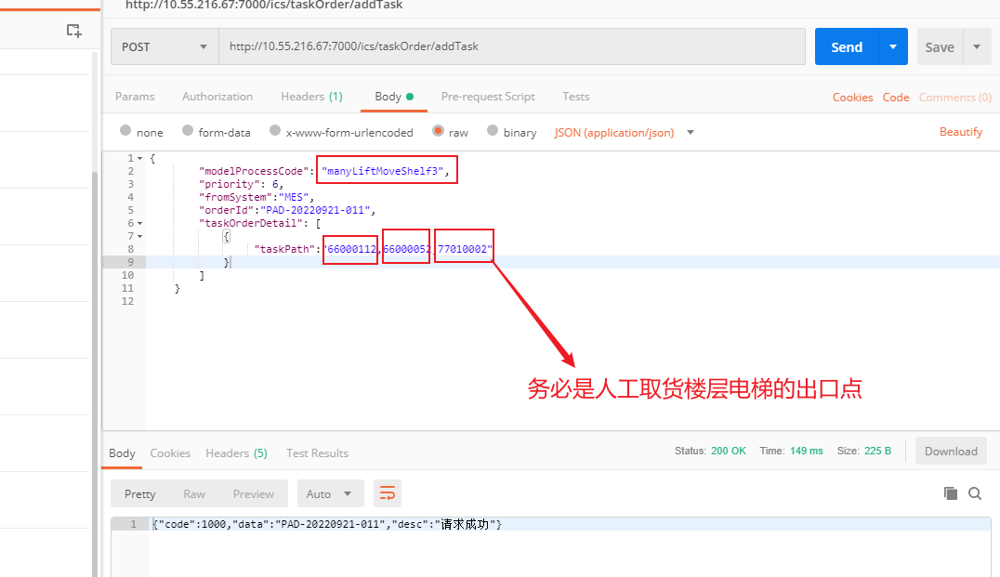 http://10.55.216.67:7000/ics/taskOrder/addTask
POST http://10.55.216.67:7000/ics/taskOrder/addTask Send Save
Params Authorization Headers (1) Body Pre-request Script Tests Cookies Code Comments (0)
none form-data x-www-form-urlencoded raw binary JSON (application/json) Beautify
1 {
2 "modelProcessCode": "manyLiftMoveShelf3",
3 "priority": 6,
4 "fromSystem":"MES",
5 "orderId":"PAD-20220921-011",
6 "taskOrderDetail": [
7 {
8 "taskPath":"66000112,66000052,77010002"
9 }
10 ]
11 }
12
务必是人工取货楼层电梯的出口点
Body Cookies Headers (5) Test Results Status: 200 OK Time: 149 ms Size: 225 B Download
Pretty Raw Preview Auto
1 {"code":1000,"data":"PAD-20220921-011","desc":"请求成功"}